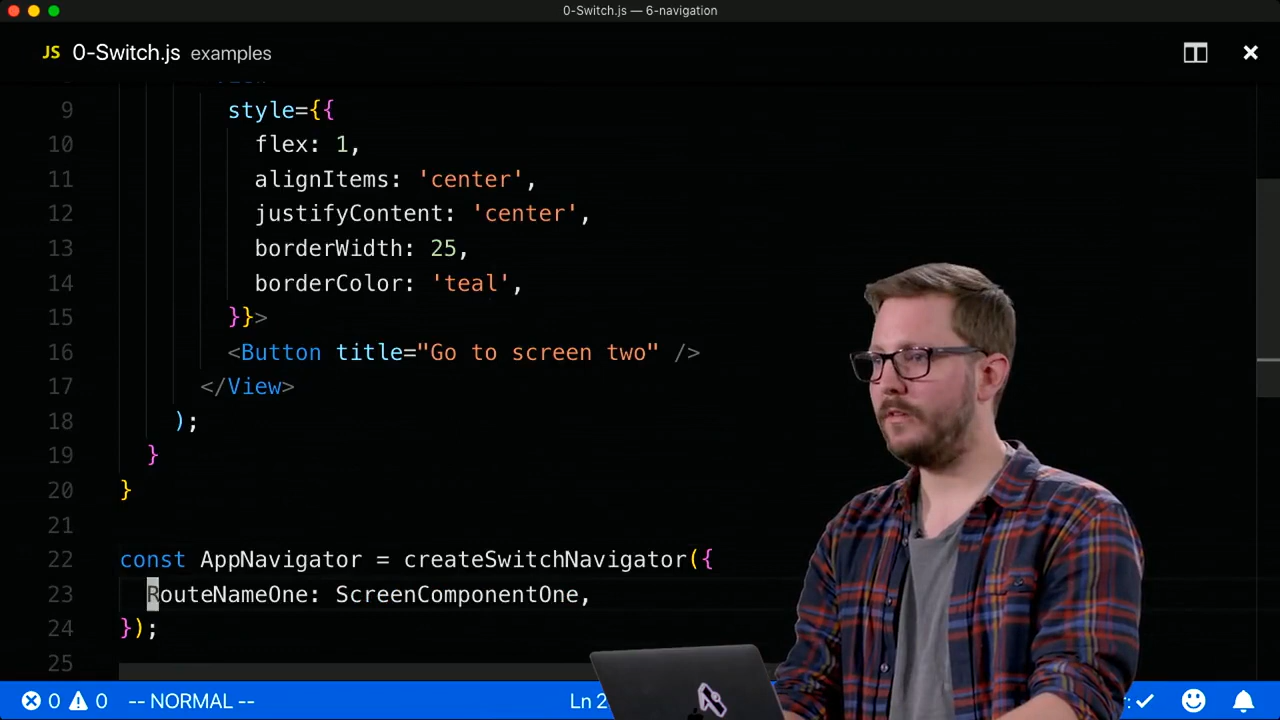 0-Switch.js — 6-navigation
JS 0-Switch.js examples
9 style={{
10 flex: 1,
11 alignItems: 'center',
12 justifyContent: 'center',
13 borderWidth: 25,
14 borderColor: 'teal',
15 }}>
16 <Button title="Go to screen two" />
17 </View>
18 );
19 }
20 }
21
22 const AppNavigator = createSwitchNavigator({
23 RouteNameOne: ScreenComponentOne,
24 });
25
0 0 -- NORMAL -- Ln 2